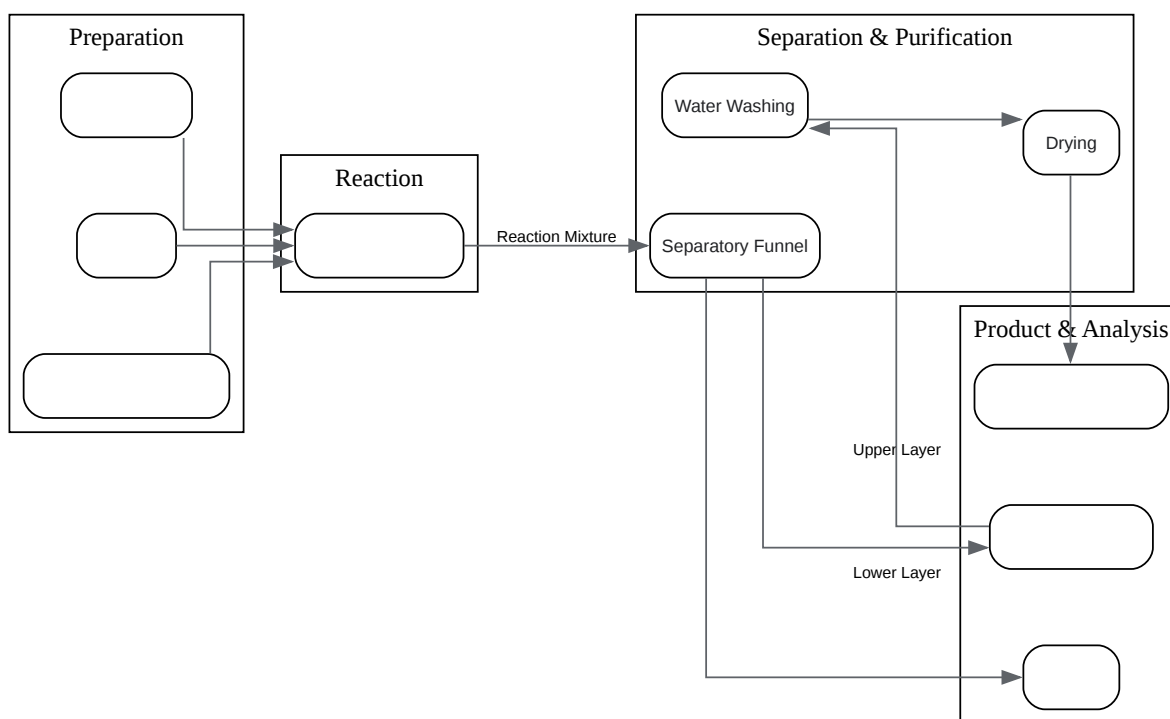 Preparation
Reaction
Reaction Mixture
Separation & Purification
Water Washing
Drying
Separatory Funnel
Product & Analysis
Upper Layer
Lower Layer